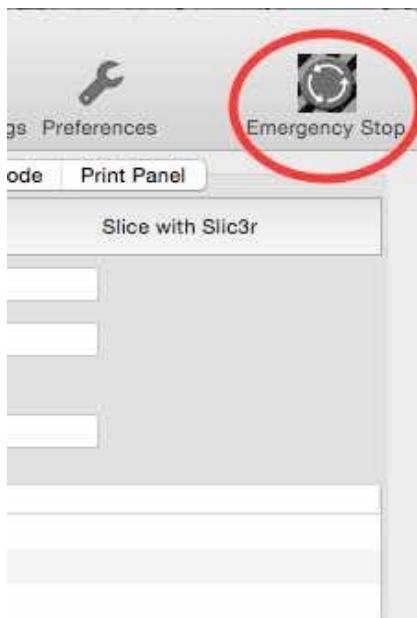 gs Preferences Emergency Stop
ode Print Panel
Slice with Slic3r